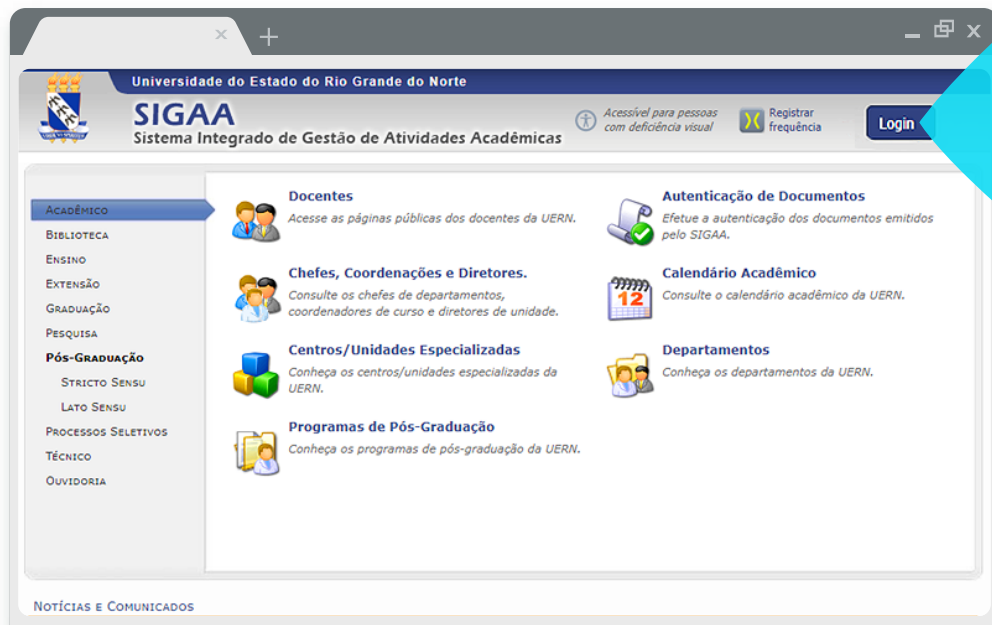 Universidade do Estado do Rio Grande do Norte
SIGAA
Sistema Integrado de Gestão de Atividades Acadêmicas
Acessível para pessoas
com deficiência visual
Registrar
frequência
Login
Acadêmico
Biblioteca
Ensino
Extensão
Graduação
Pesquisa
Pós-Graduação
Stricto Sensu
Lato Sensu
Processos Seletivos
Técnico
Ouvidoria
Docentes
Acesse as páginas públicas dos docentes da UERN.
Autenticação de Documentos
Efetue a autenticação dos documentos emitidos
pelo SIGAA.
Chefes, Coordenações e Diretores.
Consulte os chefes de departamentos,
coordenadores de curso e diretores de unidade.
Calendário Acadêmico
12
Consulte o calendário acadêmico da UERN.
Centros/Unidades Especializadas
Conheça os centros/unidades especializadas da
UERN.
Departamentos
Conheça os departamentos da UERN.
Programas de Pós-Graduação
Conheça os programas de pós-graduação da UERN.
Notícias e Comunicados